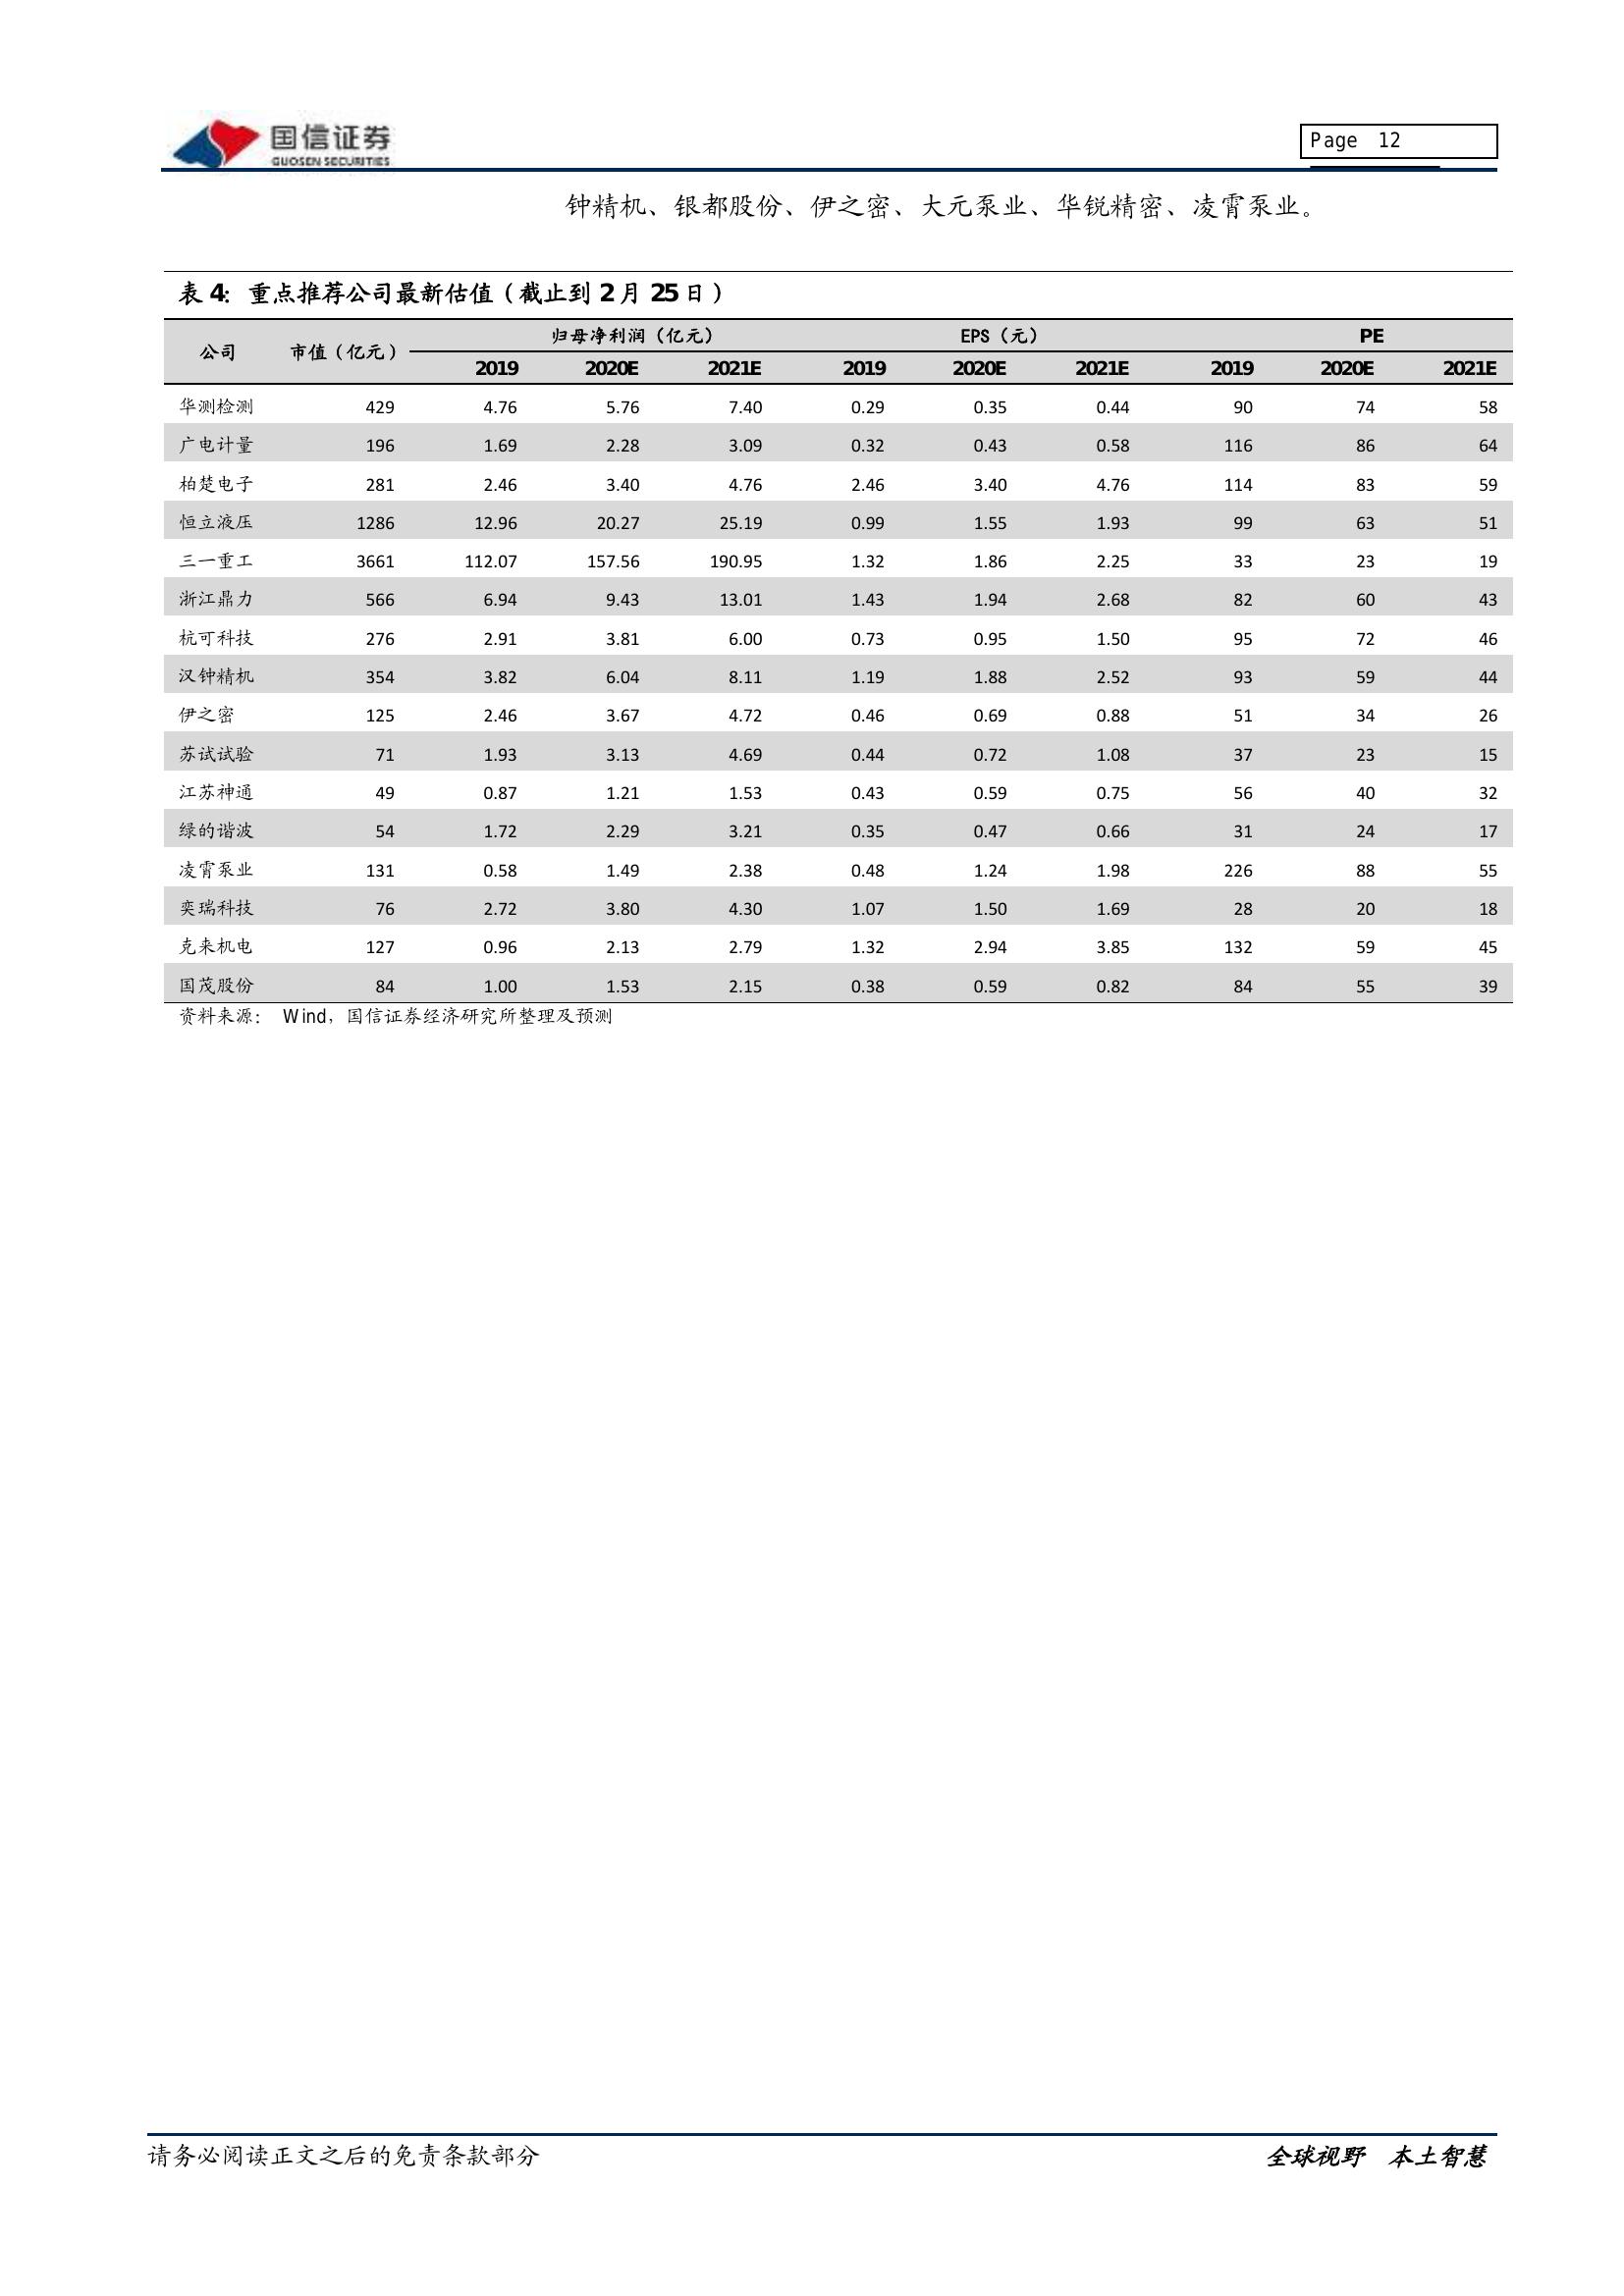 国信证券
GUOSEN SECURITIES
Page 12
钟精机、银都股份、伊之密、大元泵业、华锐精密、凌霄泵业。
表 4: 重点推荐公司最新估值（截止到 2 月 25 日）
公司 市值（亿元） 归母净利润（亿元） EPS（元） PE
2019 2020E 2021E 2019 2020E 2021E 2019 2020E 2021E
华测检测 429 4.76 5.76 7.40 0.29 0.35 0.44 90 74 58
广电计量 196 1.69 2.28 3.09 0.32 0.43 0.58 116 86 64
柏楚电子 281 2.46 3.40 4.76 2.46 3.40 4.76 114 83 59
恒立液压 1286 12.96 20.27 25.19 0.99 1.55 1.93 99 63 51
三一重工 3661 112.07 157.56 190.95 1.32 1.86 2.25 33 23 19
浙江鼎力 566 6.94 9.43 13.01 1.43 1.94 2.68 82 60 43
杭可科技 276 2.91 3.81 6.00 0.73 0.95 1.50 95 72 46
汉钟精机 354 3.82 6.04 8.11 1.19 1.88 2.52 93 59 44
伊之密 125 2.46 3.67 4.72 0.46 0.69 0.88 51 34 26
苏试试验 71 1.93 3.13 4.69 0.44 0.72 1.08 37 23 15
江苏神通 49 0.87 1.21 1.53 0.43 0.59 0.75 56 40 32
绿的谐波 54 1.72 2.29 3.21 0.35 0.47 0.66 31 24 17
凌霄泵业 131 0.58 1.49 2.38 0.48 1.24 1.98 226 88 55
奕瑞科技 76 2.72 3.80 4.30 1.07 1.50 1.69 28 20 18
克来机电 127 0.96 2.13 2.79 1.32 2.94 3.85 132 59 45
国茂股份 84 1.00 1.53 2.15 0.38 0.59 0.82 84 55 39
资料来源： Wind，国信证券经济研究所整理及预测
请务必阅读正文之后的免责条款部分 全球视野 本土智慧